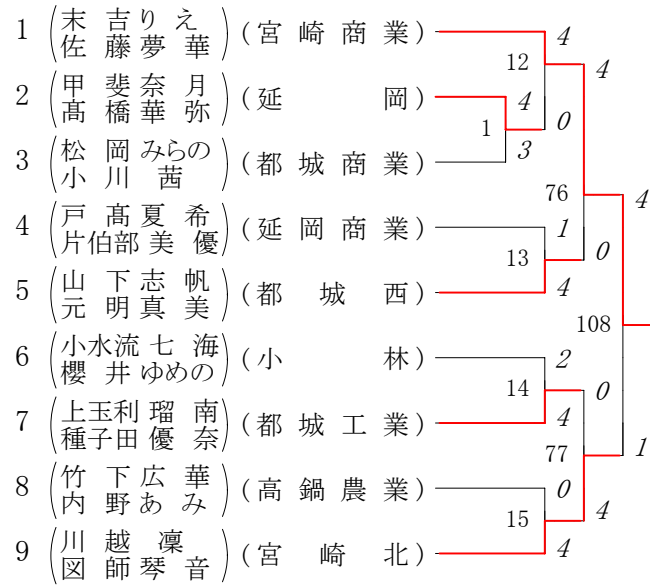 1 末吉りえ 佐藤夢華 (宮崎商業) 4
12 4
2 甲斐奈月 髙橋華弥 (延岡) 4 0
1
3 松岡みらの 小川茜 (都城商業) 3
76 4
4 戸髙夏希 片伯部美優 (延岡商業) 1
13 0
5 山下志帆 元明真美 (都城西) 4
108
6 小水流七海 櫻井ゆめの (小林) 2
14 0
7 上玉利瑠南 種子田優奈 (都城工業) 4
77 1
8 竹下広華 内野あみ (高鍋農業) 0
15 4
9 川越凜 図師琴音 (宮崎北) 4